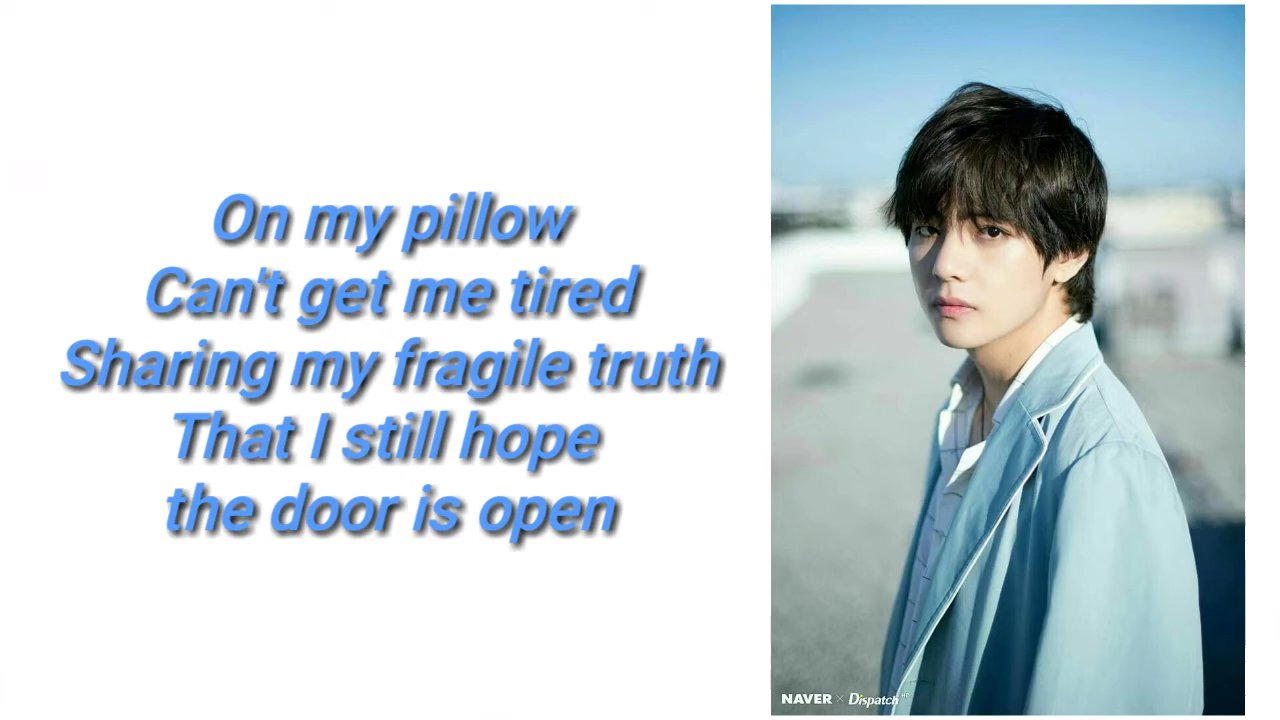 On my pillow
Can't get me tired
Sharing my fragile truth
That I still hope
the door is open
NAVER × Dispatch HD